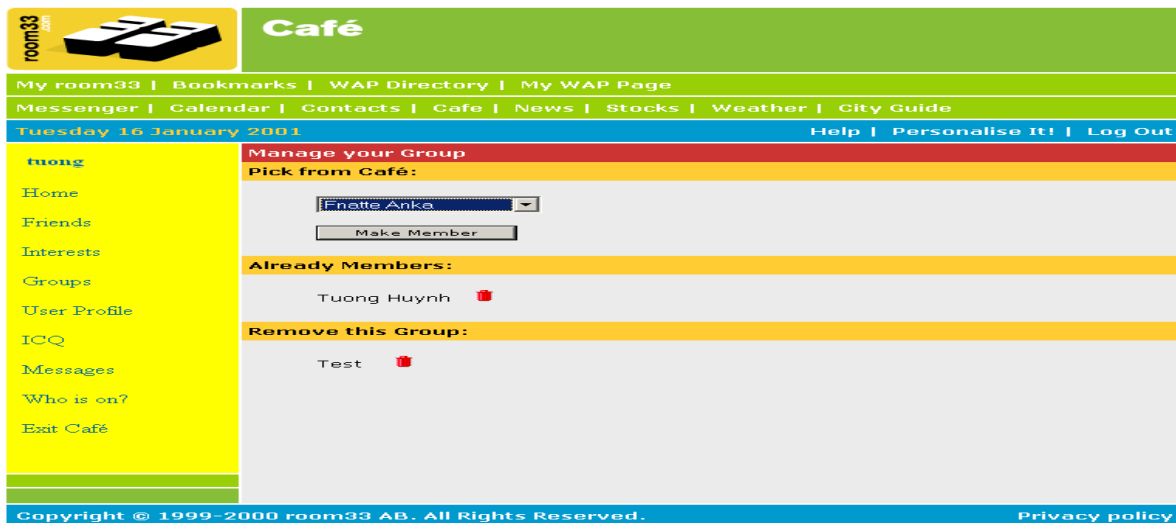 room33
.com
Café
My room33 | Bookmarks | WAP Directory | My WAP Page
Messenger | Calendar | Contacts | Cafe | News | Stocks | Weather | City Guide
Tuesday 16 January 2001
Help | Personalise It! | Log Out
tuong
Home
Friends
Interests
Groups
User Profile
ICQ
Messages
Who is on?
Exit Café
Manage your Group
Pick from Café:
Fnatte Anka
Make Member
Already Members:
Tuong Huynh
Remove this Group:
Test
Copyright © 1999-2000 room33 AB. All Rights Reserved.
Privacy policy